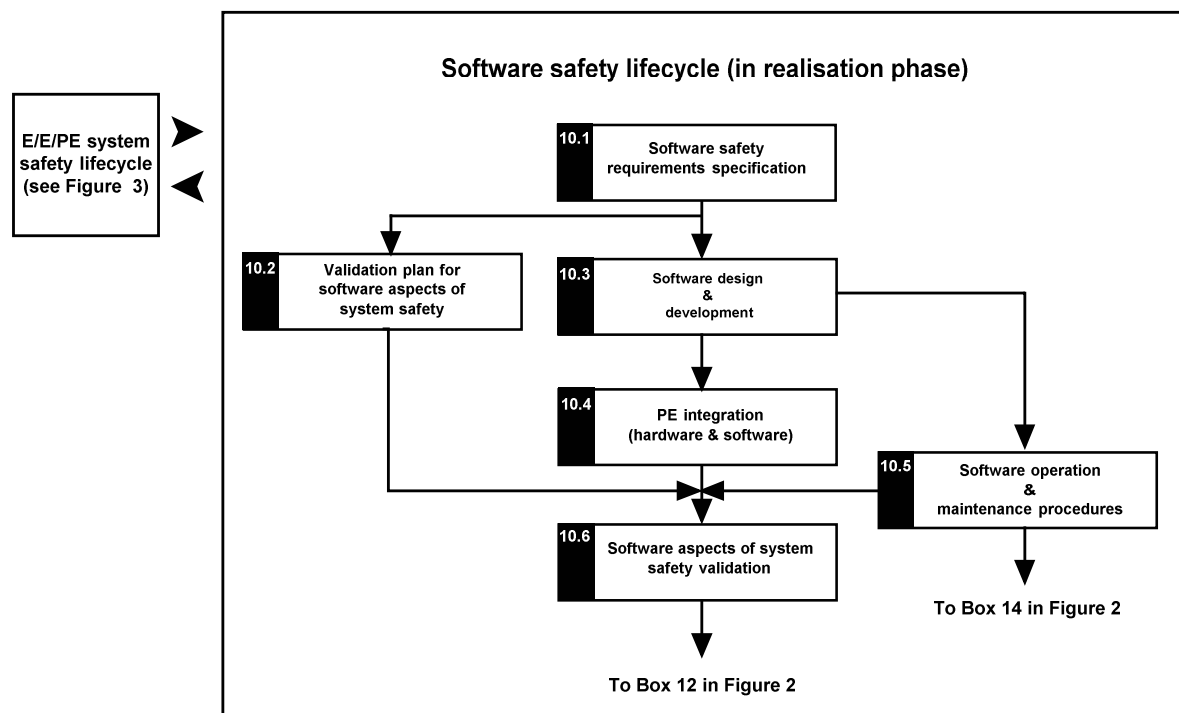 Software safety lifecycle (in realisation phase)
E/E/PE system
safety lifecycle
(see Figure 3)
10.1
Software safety
requirements specification
10.2
Validation plan for
software aspects of
system safety
10.3
Software design
&
development
10.4
PE integration
(hardware & software)
10.5
Software operation
&
maintenance procedures
10.6
Software aspects of system
safety validation
To Box 14 in Figure 2
To Box 12 in Figure 2